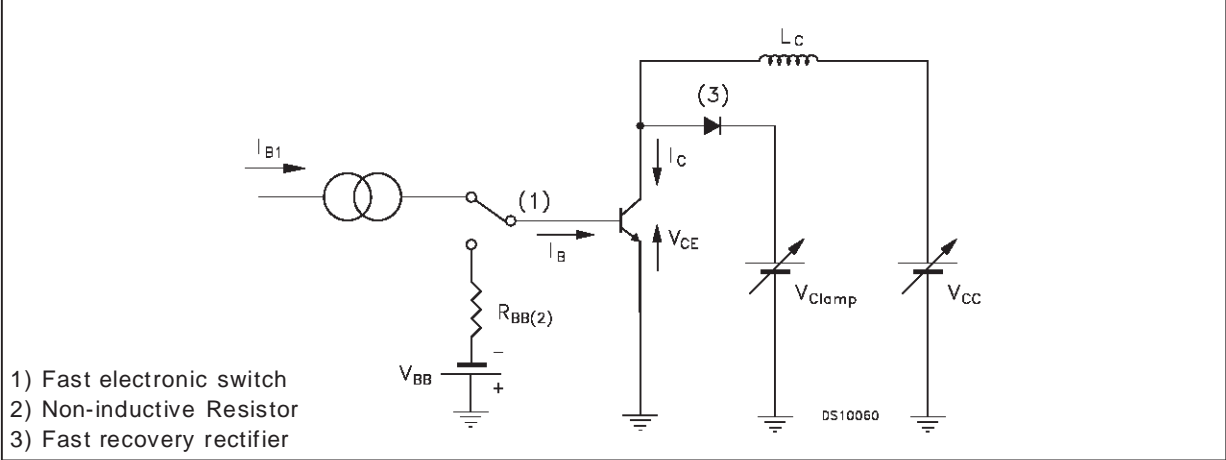 L_C
(3)
I_B1
I_C
(1)
I_B
V_CE
V_Clamp
V_CC
R_BB(2)
V_BB
−
+
DS10060
1) Fast electronic switch
2) Non-inductive Resistor
3) Fast recovery rectifier